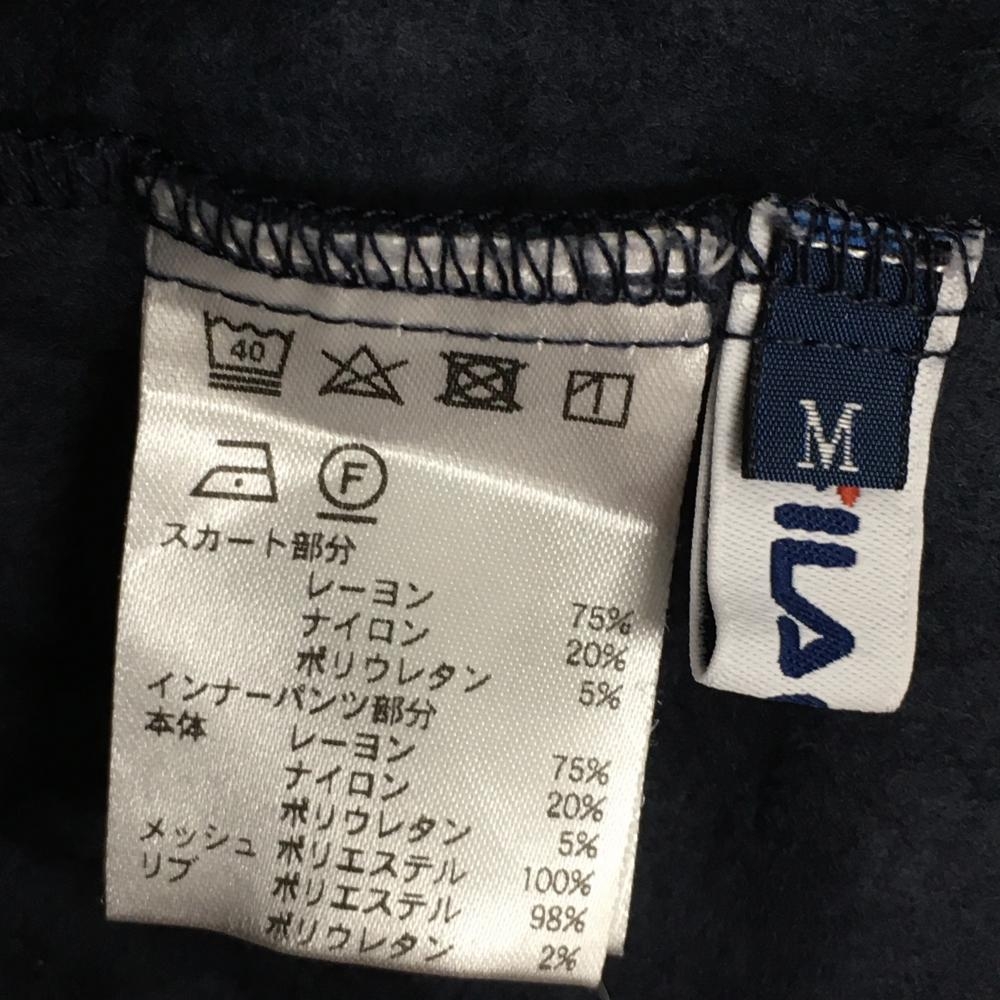 40
F
スカート部分
レーヨン 75%
ナイロン 20%
ポリウレタン 5%
インナーパンツ部分
本体 レーヨン 75%
ナイロン 20%
ポリウレタン 5%
メッシュ ポリエステル 100%
リブ ポリエステル 98%
ポリウレタン 2%
M
FILA